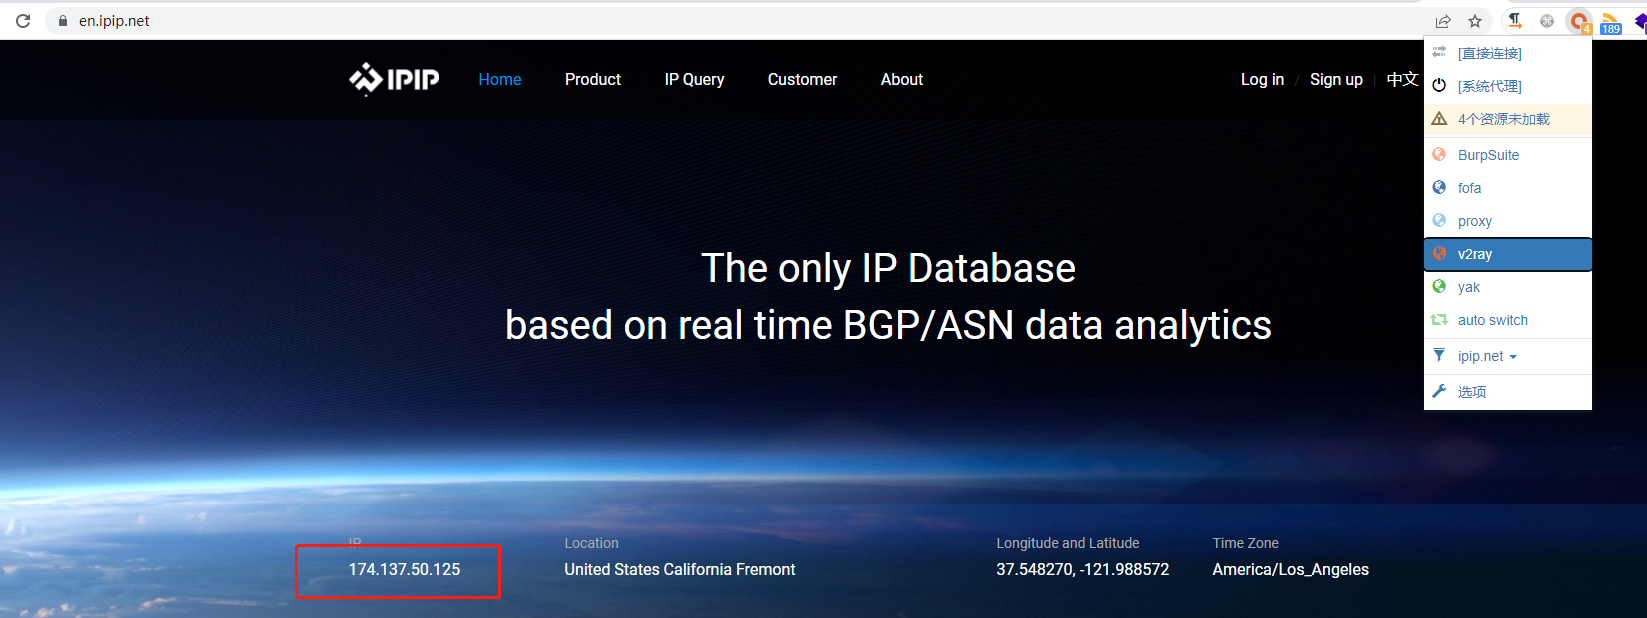 en.ipip.net
4
189
IPIP
Home
Product
IP Query
Customer
About
Log in
/
Sign up
中文
[直接连接]
[系统代理]
4个资源未加载
BurpSuite
fofa
proxy
v2ray
yak
auto switch
ipip.net
选项
The only IP Database
based on real time BGP/ASN data analytics
IP
Location
Longitude and Latitude
Time Zone
174.137.50.125
United States California Fremont
37.548270, -121.988572
America/Los_Angeles